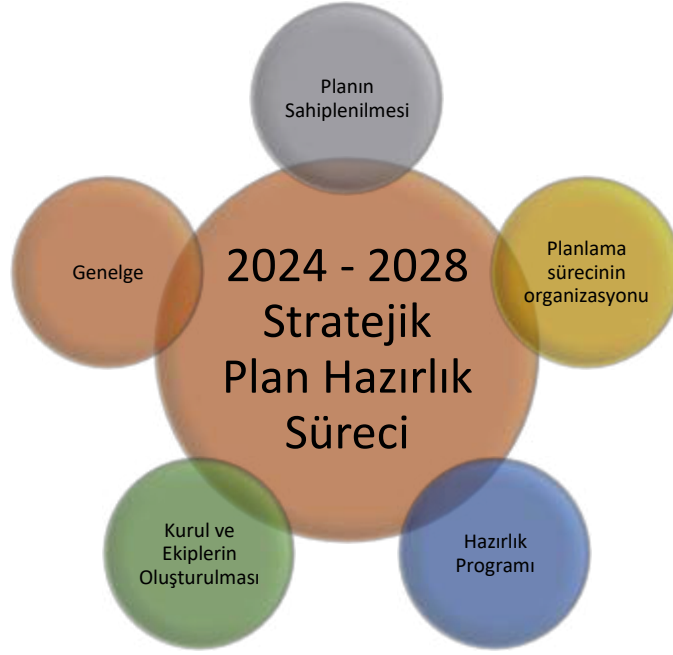 Planın
Sahiplenilmesi
Genelge
2024 - 2028
Stratejik
Plan Hazırlık
Süreci
Planlama
sürecinin
organizasyonu
Kurul ve
Ekiplerin
Oluşturulması
Hazırlık
Programı